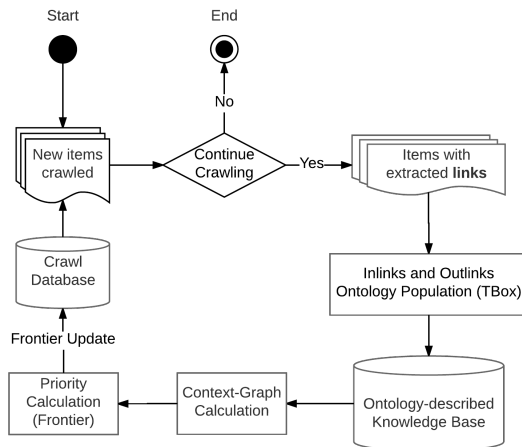 Start
End
No
New items
crawled
Continue
Crawling
Yes
Items with
extracted links
Crawl
Database
Inlinks and Outlinks
Ontology Population (TBox)
Frontier Update
Priority
Calculation
(Frontier)
Context-Graph
Calculation
Ontology-described
Knowledge Base